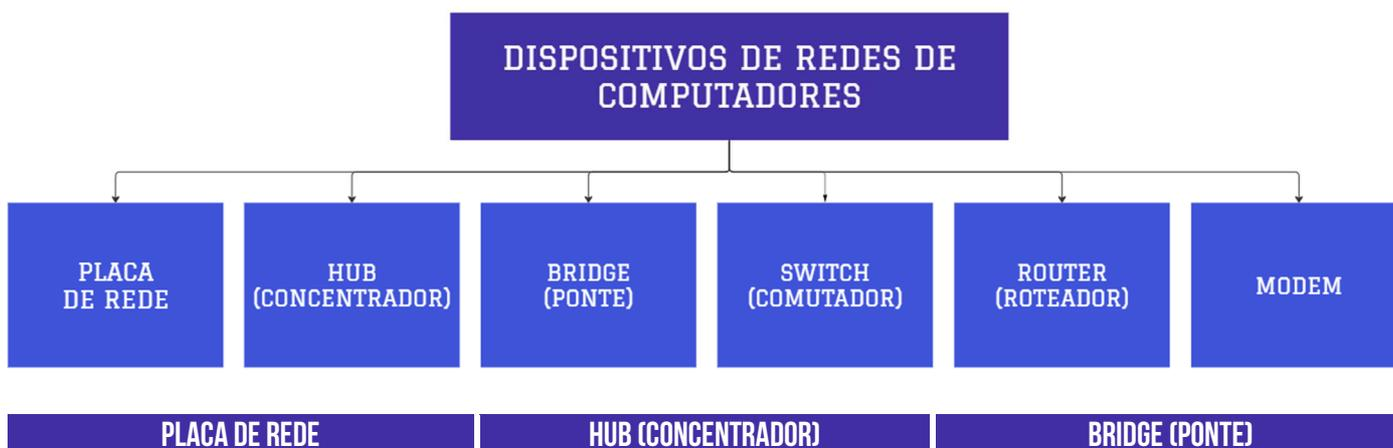 DISPOSITIVOS DE REDES DE
COMPUTADORES
PLACA
DE REDE
HUB
(CONCENTRADOR)
BRIDGE
(PONTE)
SWITCH
(COMUTADOR)
ROUTER
(ROTEADOR)
MODEM
PLACA DE REDE
HUB (CONCENTRADOR)
BRIDGE (PONTE)